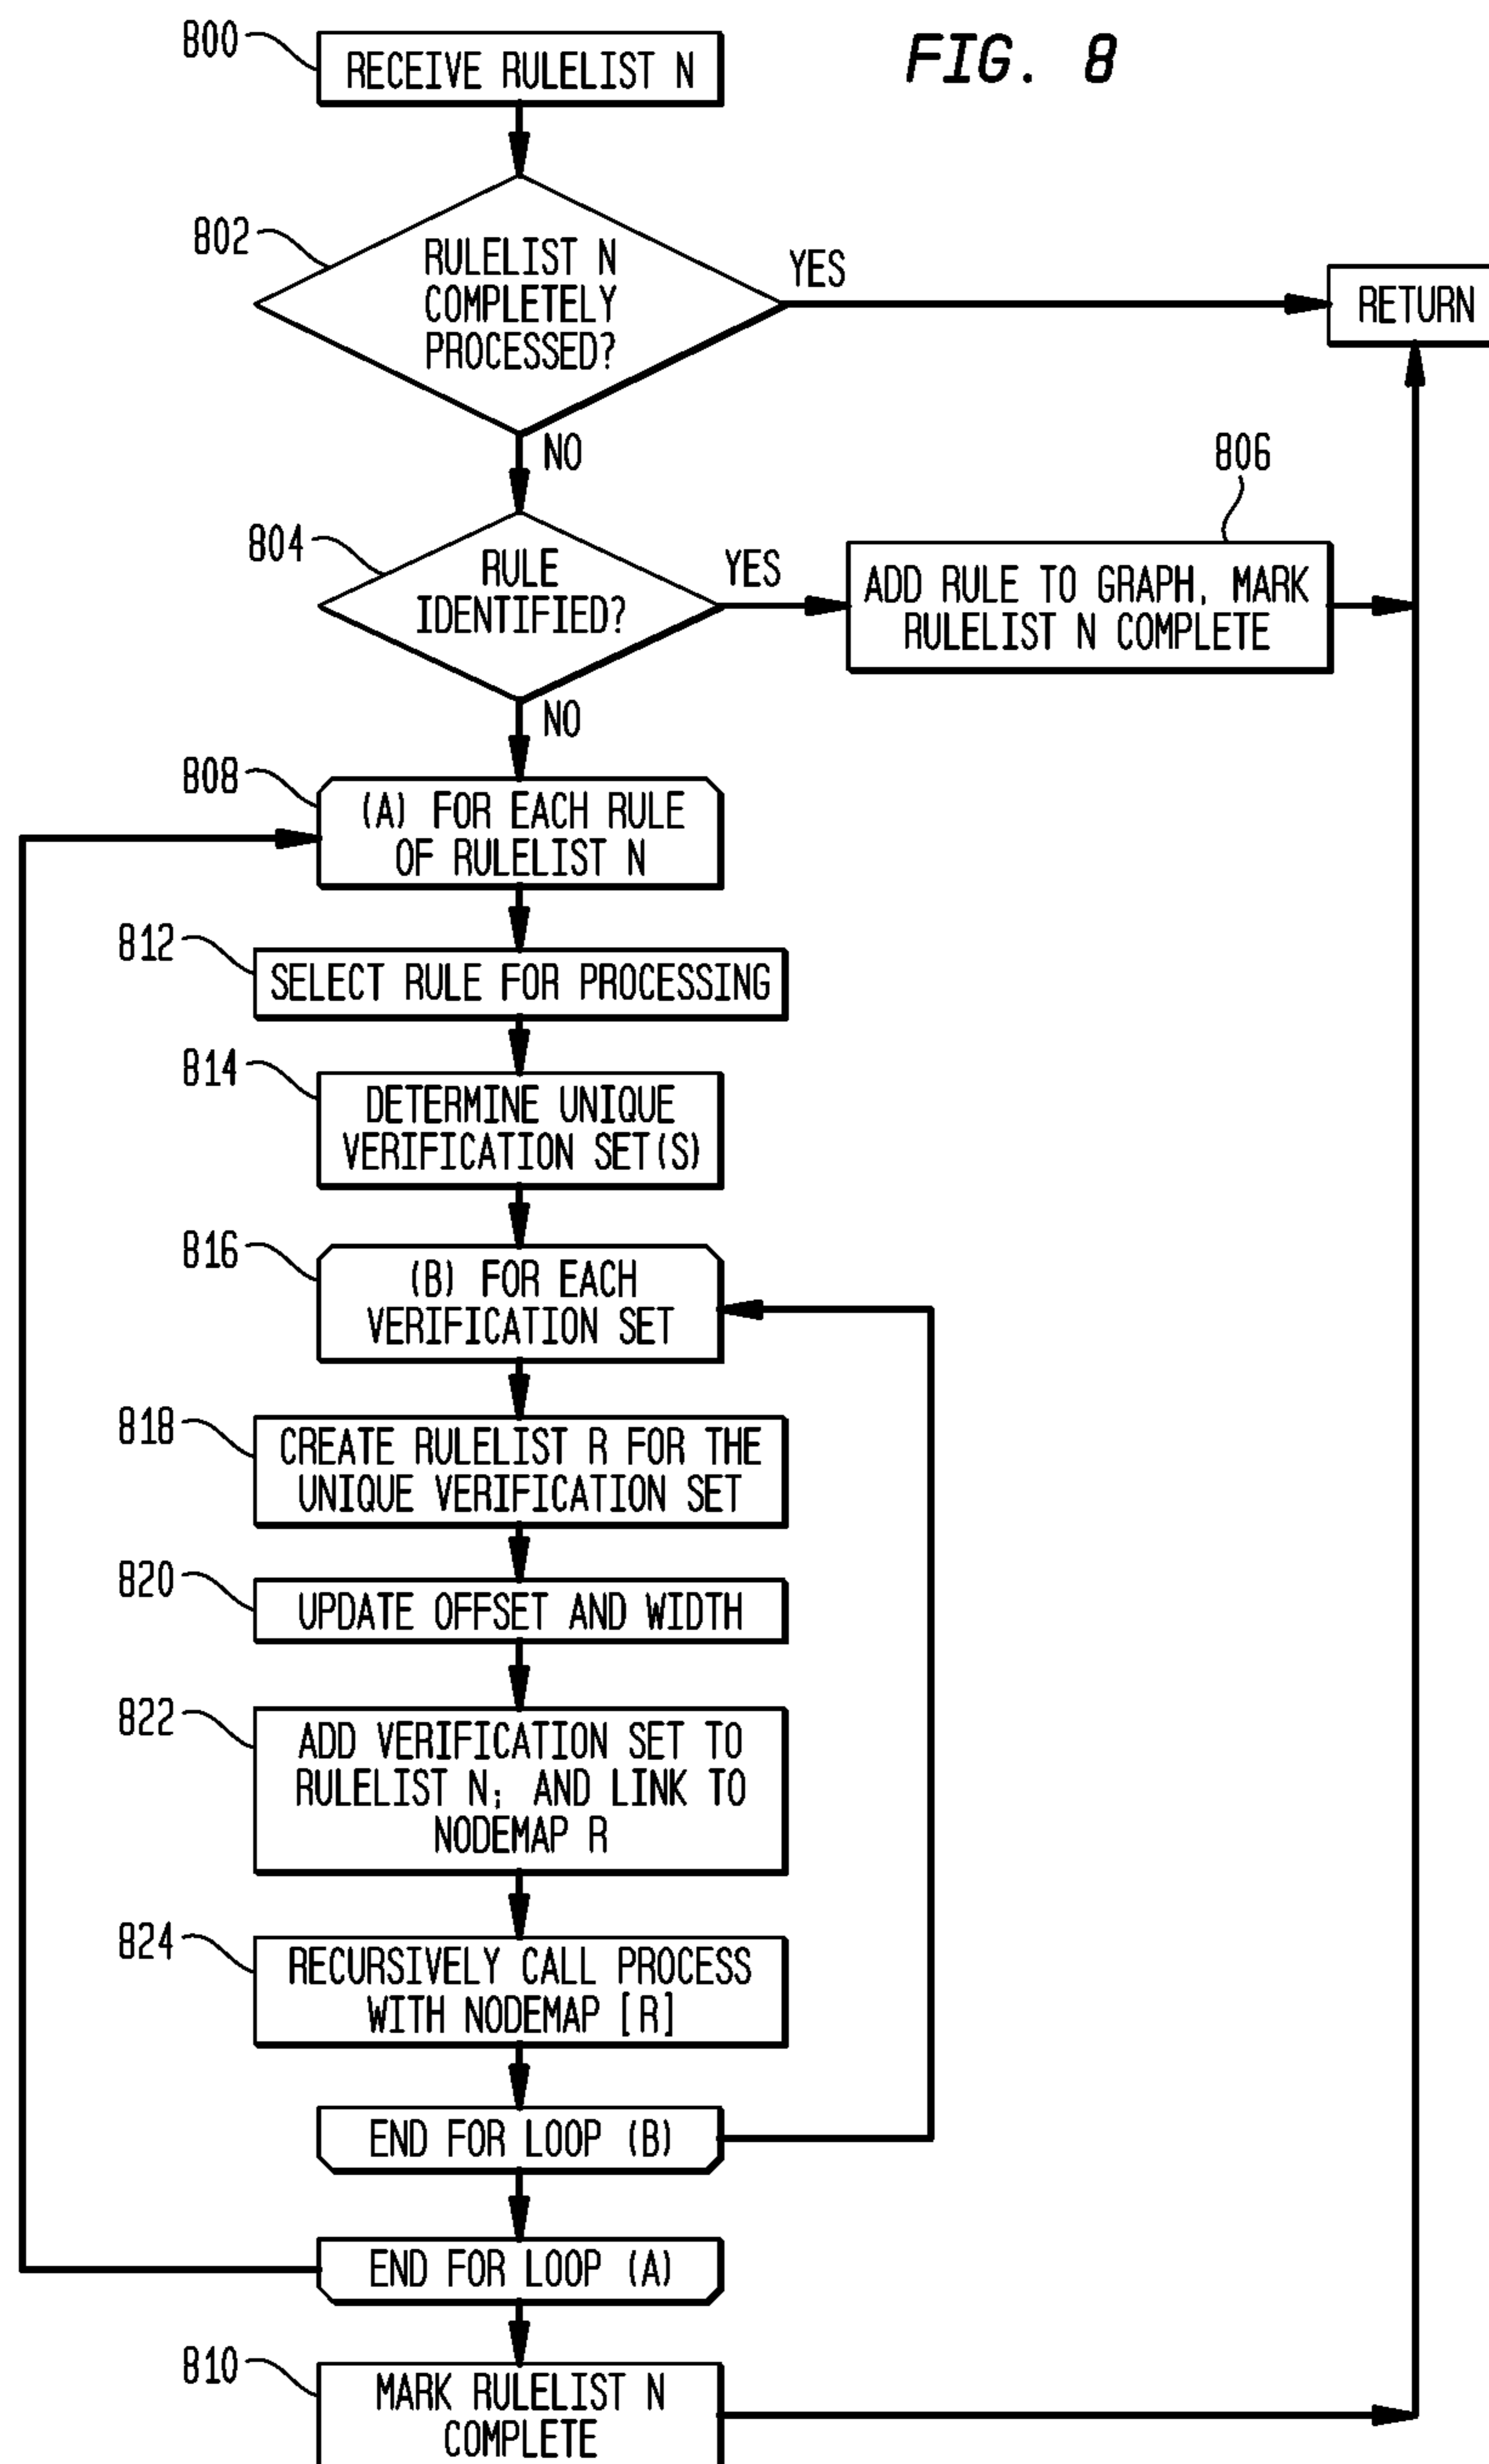 800
RECEIVE RULELIST N
FIG. 8
802
RULELIST N
COMPLETELY
PROCESSED?
YES
RETURN
NO
804
RULE
IDENTIFIED?
YES
806
ADD RULE TO GRAPH, MARK
RULELIST N COMPLETE
NO
808
(A) FOR EACH RULE
OF RULELIST N
812
SELECT RULE FOR PROCESSING
814
DETERMINE UNIQUE
VERIFICATION SET(S)
816
(B) FOR EACH
VERIFICATION SET
818
CREATE RULELIST R FOR THE
UNIQUE VERIFICATION SET
820
UPDATE OFFSET AND WIDTH
822
ADD VERIFICATION SET TO
RULELIST N; AND LINK TO
NODEMAP R
824
RECURSIVELY CALL PROCESS
WITH NODEMAP [R]
END FOR LOOP (B)
END FOR LOOP (A)
810
MARK RULELIST N
COMPLETE